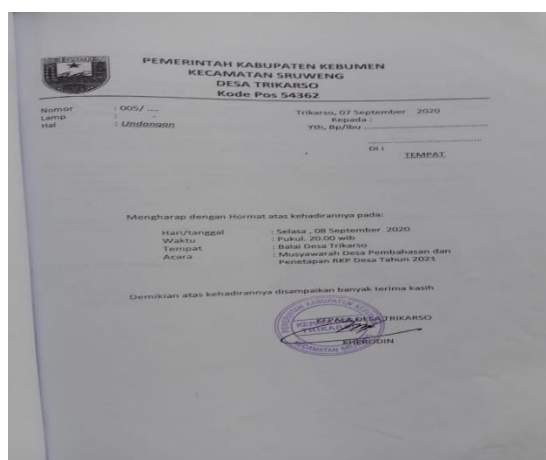 PEMERINTAH KABUPATEN KEBUMEN
KECAMATAN SRUWENG
DESA TRIKARSO
Kode Pos 54362
Nomor : 005/ ....
Lamp : -
Hal : Undangan
Trikarso, 07 September 2020
Kepada :
Yth, Bp/Ibu ........................................
........................................
Di :
TEMPAT
Mengharap dengan Hormat atas kehadirannya pada:
Hari/tanggal : Selasa , 08 September 2020
Waktu : Pukul. 20.00 wib
Tempat : Balai Desa Trikarso
Acara : Musyawarah Desa Pembahasan dan
Penetapan RKP Desa Tahun 2021
Demikian atas kehadirannya disampaikan banyak terima kasih
KEPALA DESA TRIKARSO
KHERODIN